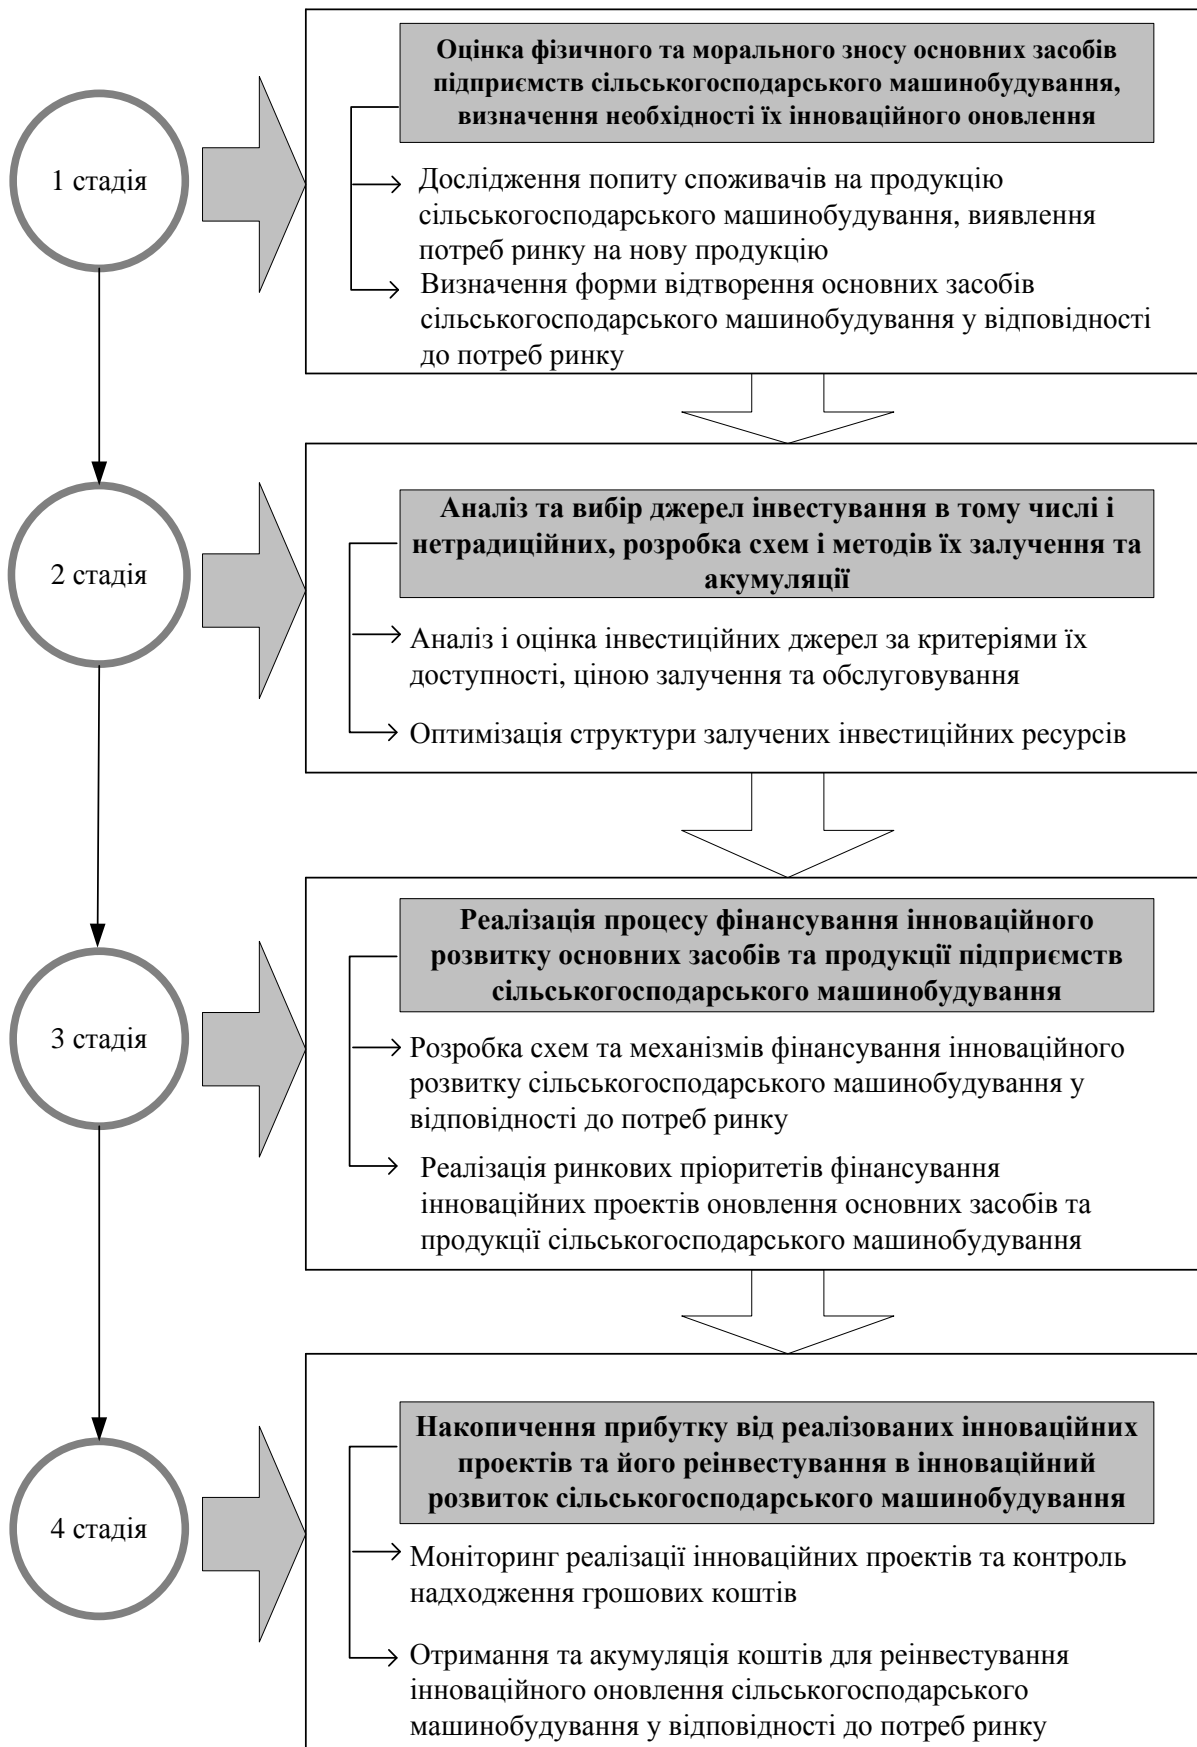 1 стадія
Оцінка фізичного та морального зносу основних засобів
підприємств сільськогосподарського машинобудування,
визначення необхідності їх інноваційного оновлення
Дослідження попиту споживачів на продукцію
сільськогосподарського машинобудування, виявлення
потреб ринку на нову продукцію
Визначення форми відтворення основних засобів
сільськогосподарського машинобудування у відповідності
до потреб ринку
2 стадія
Аналіз та вибір джерел інвестування в тому числі і
нетрадиційних, розробка схем і методів їх залучення та
акумуляції
Аналіз і оцінка інвестиційних джерел за критеріями їх
доступності, ціною залучення та обслуговування
Оптимізація структури залучених інвестиційних ресурсів
3 стадія
Реалізація процесу фінансування інноваційного
розвитку основних засобів та продукції підприємств
сільськогосподарського машинобудування
Розробка схем та механізмів фінансування інноваційного
розвитку сільськогосподарського машинобудування у
відповідності до потреб ринку
Реалізація ринкових пріоритетів фінансування
інноваційних проектів оновлення основних засобів та
продукції сільськогосподарського машинобудування
4 стадія
Накопичення прибутку від реалізованих інноваційних
проектів та його реінвестування в інноваційний
розвиток сільськогосподарського машинобудування
Моніторинг реалізації інноваційних проектів та контроль
надходження грошових коштів
Отримання та акумуляція коштів для реінвестування
інноваційного оновлення сільськогосподарського
машинобудування у відповідності до потреб ринку